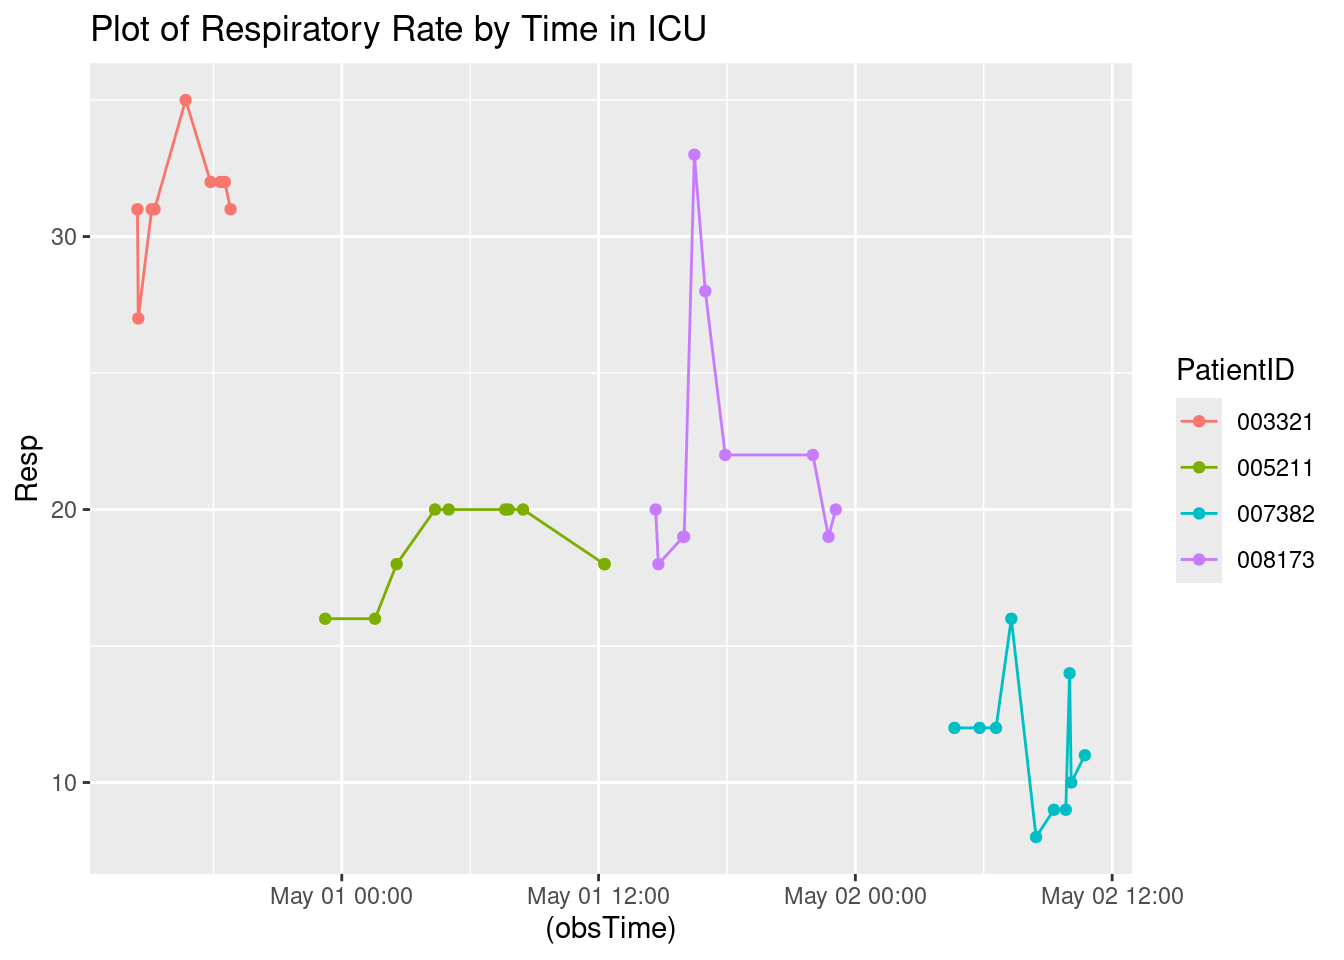 Plot of Respiratory Rate by Time in ICU
Resp
30
20
10
May 01 00:00
May 01 12:00
May 02 00:00
May 02 12:00
(obsTime)
PatientID
003321
005211
007382
008173